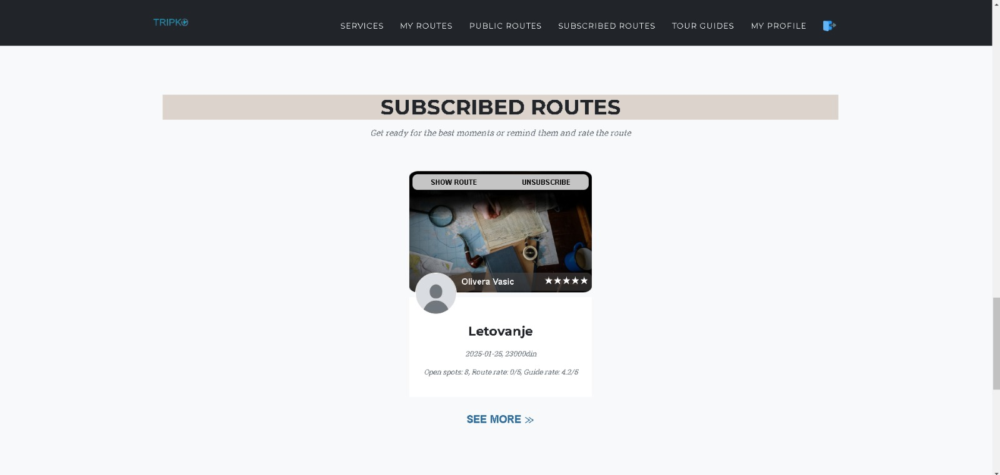 TRIPKO
SERVICES MY ROUTES PUBLIC ROUTES SUBSCRIBED ROUTES TOUR GUIDES MY PROFILE
SUBSCRIBED ROUTES
Get ready for the best moments or remind them and rate the route
SHOW ROUTE UNSUBSCRIBE
Olivera Vasic ★★★★★
Letovanje
2025-01-25, 23000din
Open spots: 8, Route rate: 0/5, Guide rate: 4.2/5
SEE MORE >>